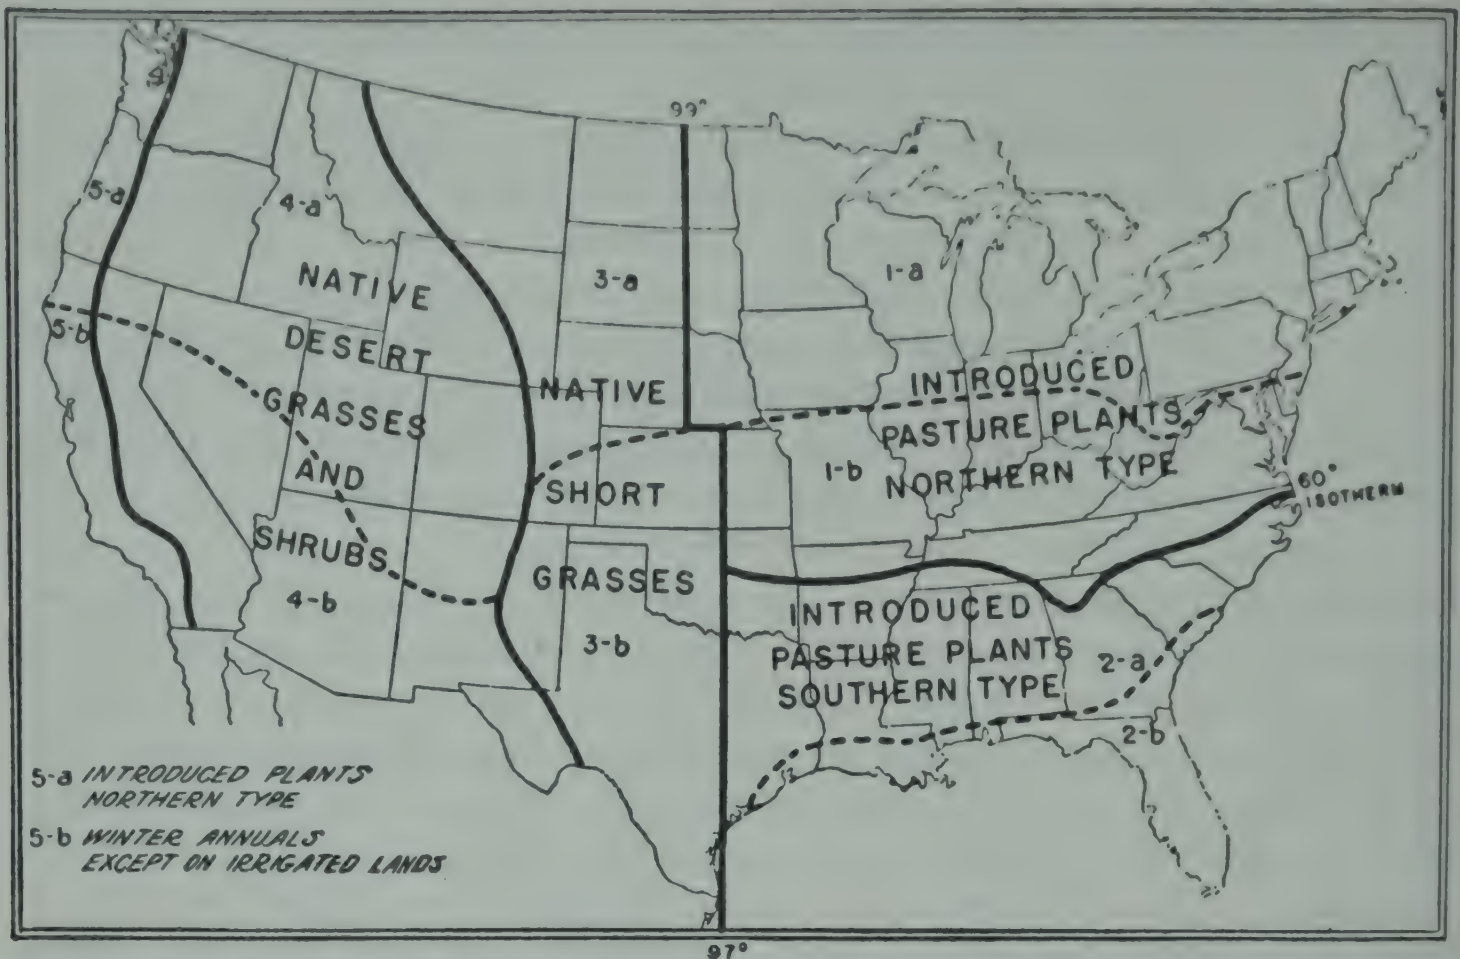 99°
5-a
4-a
NATIVE
DESERT
GRASSES
AND
SHRUBS
4-b
5-b
3-a
NATIVE
SHORT
GRASSES
3-b
1-a
INTRODUCED
PASTURE PLANTS
NORTHERN TYPE
1-b
60°
ISOTHERM
INTRODUCED
PASTURE PLANTS
SOUTHERN TYPE
2-a
2-b
5-a INTRODUCED PLANTS
NORTHERN TYPE
5-b WINTER ANNUALS
EXCEPT ON IRRIGATED LANDS
97°